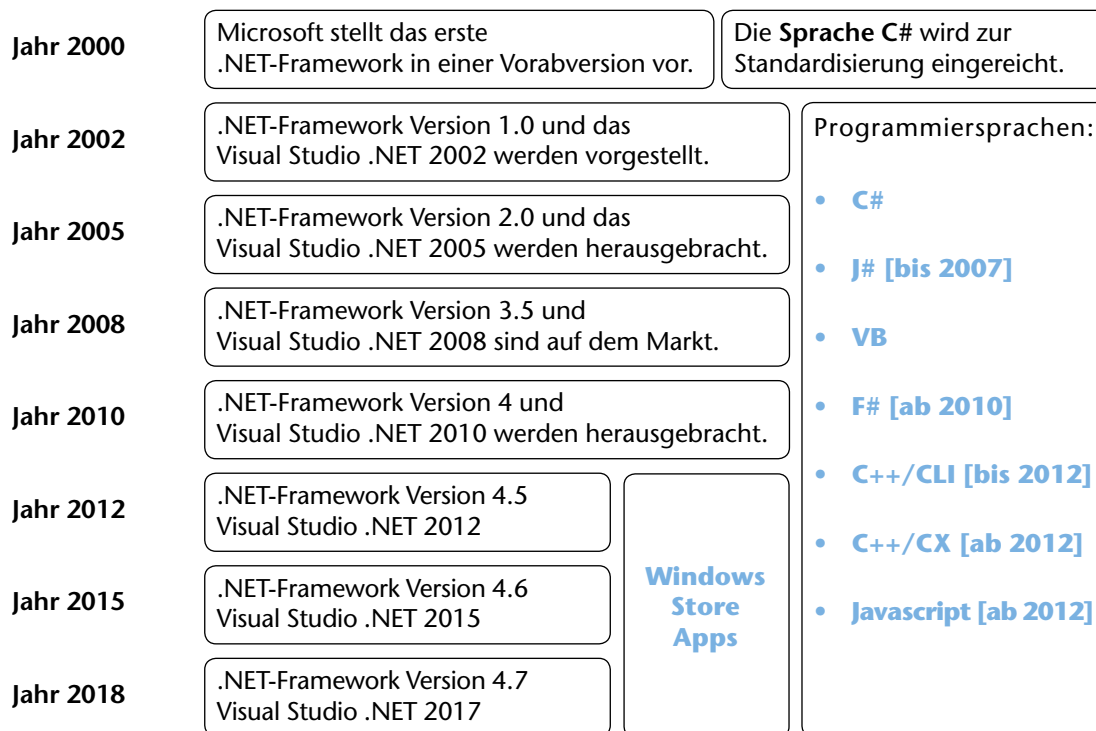 Jahr 2000
Microsoft stellt das erste
.NET-Framework in einer Vorabversion vor.
Die Sprache C# wird zur
Standardisierung eingereicht.
Jahr 2002
.NET-Framework Version 1.0 und das
Visual Studio .NET 2002 werden vorgestellt.
Jahr 2005
.NET-Framework Version 2.0 und das
Visual Studio .NET 2005 werden herausgebracht.
Jahr 2008
.NET-Framework Version 3.5 und
Visual Studio .NET 2008 sind auf dem Markt.
Jahr 2010
.NET-Framework Version 4 und
Visual Studio .NET 2010 werden herausgebracht.
Jahr 2012
.NET-Framework Version 4.5
Visual Studio .NET 2012
Jahr 2015
.NET-Framework Version 4.6
Visual Studio .NET 2015
Jahr 2018
.NET-Framework Version 4.7
Visual Studio .NET 2017
Windows
Store
Apps
Programmiersprachen:
• C#
• J# [bis 2007]
• VB
• F# [ab 2010]
• C++/CLI [bis 2012]
• C++/CX [ab 2012]
• Javascript [ab 2012]